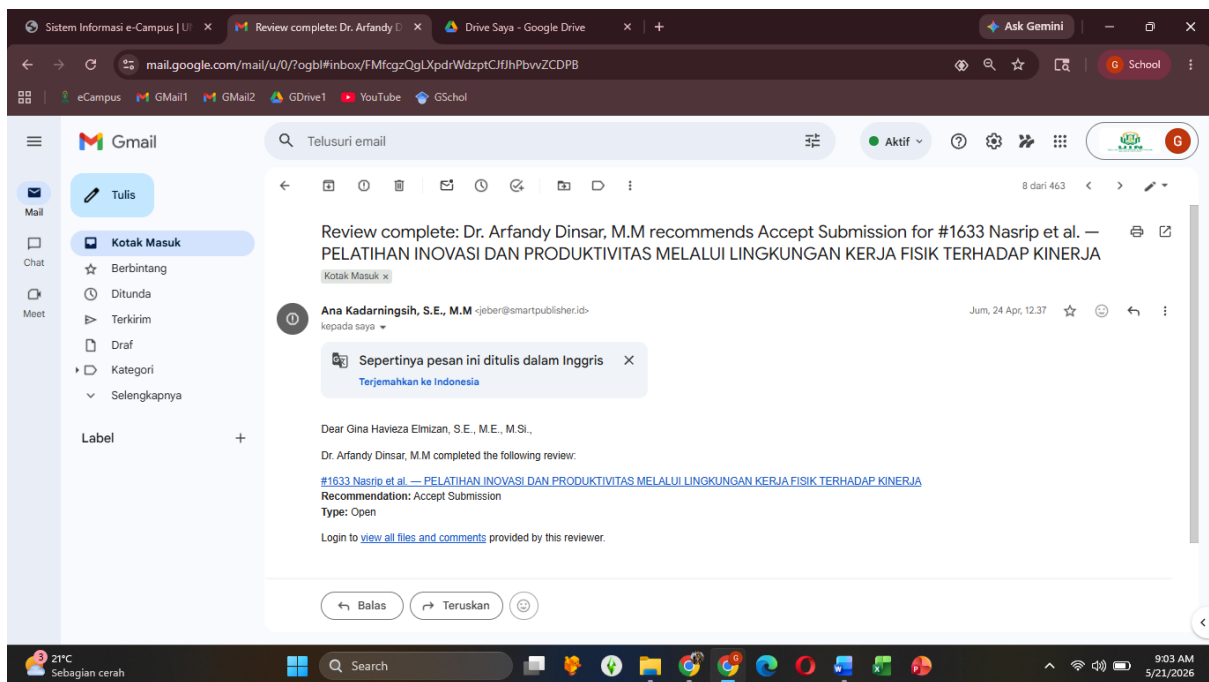 Sistem Informasi e-Campus | UI
Review complete: Dr. Arfandy D
Drive Saya - Google Drive
Ask Gemini
mail.google.com/mail/u/0/?ogbl#inbox/FMfcgzQgLXpdrWdzptCJfJhPbvvZCDPB
School
eCampus
GMail1
GMail2
GDrive1
YouTube
GSchol
Gmail
Telusuri email
Aktif
G
Mail
Chat
Meet
Tulis
Kotak Masuk
Berbintang
Ditunda
Terkirim
Draf
Kategori
Selengkapnya
Label
8 dari 463
Review complete: Dr. Arfandy Dinsar, M.M recommends Accept Submission for #1633 Nasrip et al. —
PELATIHAN INOVASI DAN PRODUKTIVITAS MELALUI LINGKUNGAN KERJA FISIK TERHADAP KINERJA
Kotak Masuk ×
Ana Kadarningsih, S.E., M.M <jeber@smartpublisher.id>
Jum, 24 Apr, 12.37
kepada saya
Sepertinya pesan ini ditulis dalam Inggris
Terjemahkan ke Indonesia
Dear Gina Havieza Elmizan, S.E., M.E., M.Si.,
Dr. Arfandy Dinsar, M.M completed the following review:
#1633 Nasrip et al. — PELATIHAN INOVASI DAN PRODUKTIVITAS MELALUI LINGKUNGAN KERJA FISIK TERHADAP KINERJA
Recommendation: Accept Submission
Type: Open
Login to view all files and comments provided by this reviewer.
Balas
Teruskan
3
21°C
Sebagian cerah
Search
9:03 AM
5/21/2026